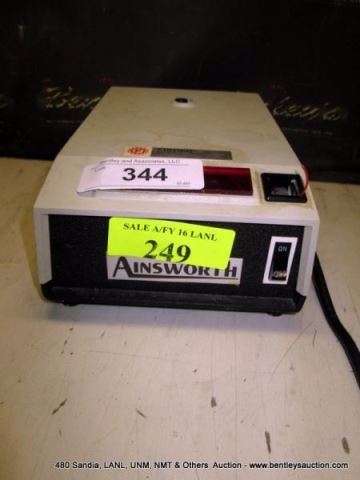 Bentley and Associates, LLC
344
SALE A/FY 16 LANL
249
AINSWORTH
ON
480 Sandia, LANL, UNM, NMT & Others Auction - www.bentleysauction.com